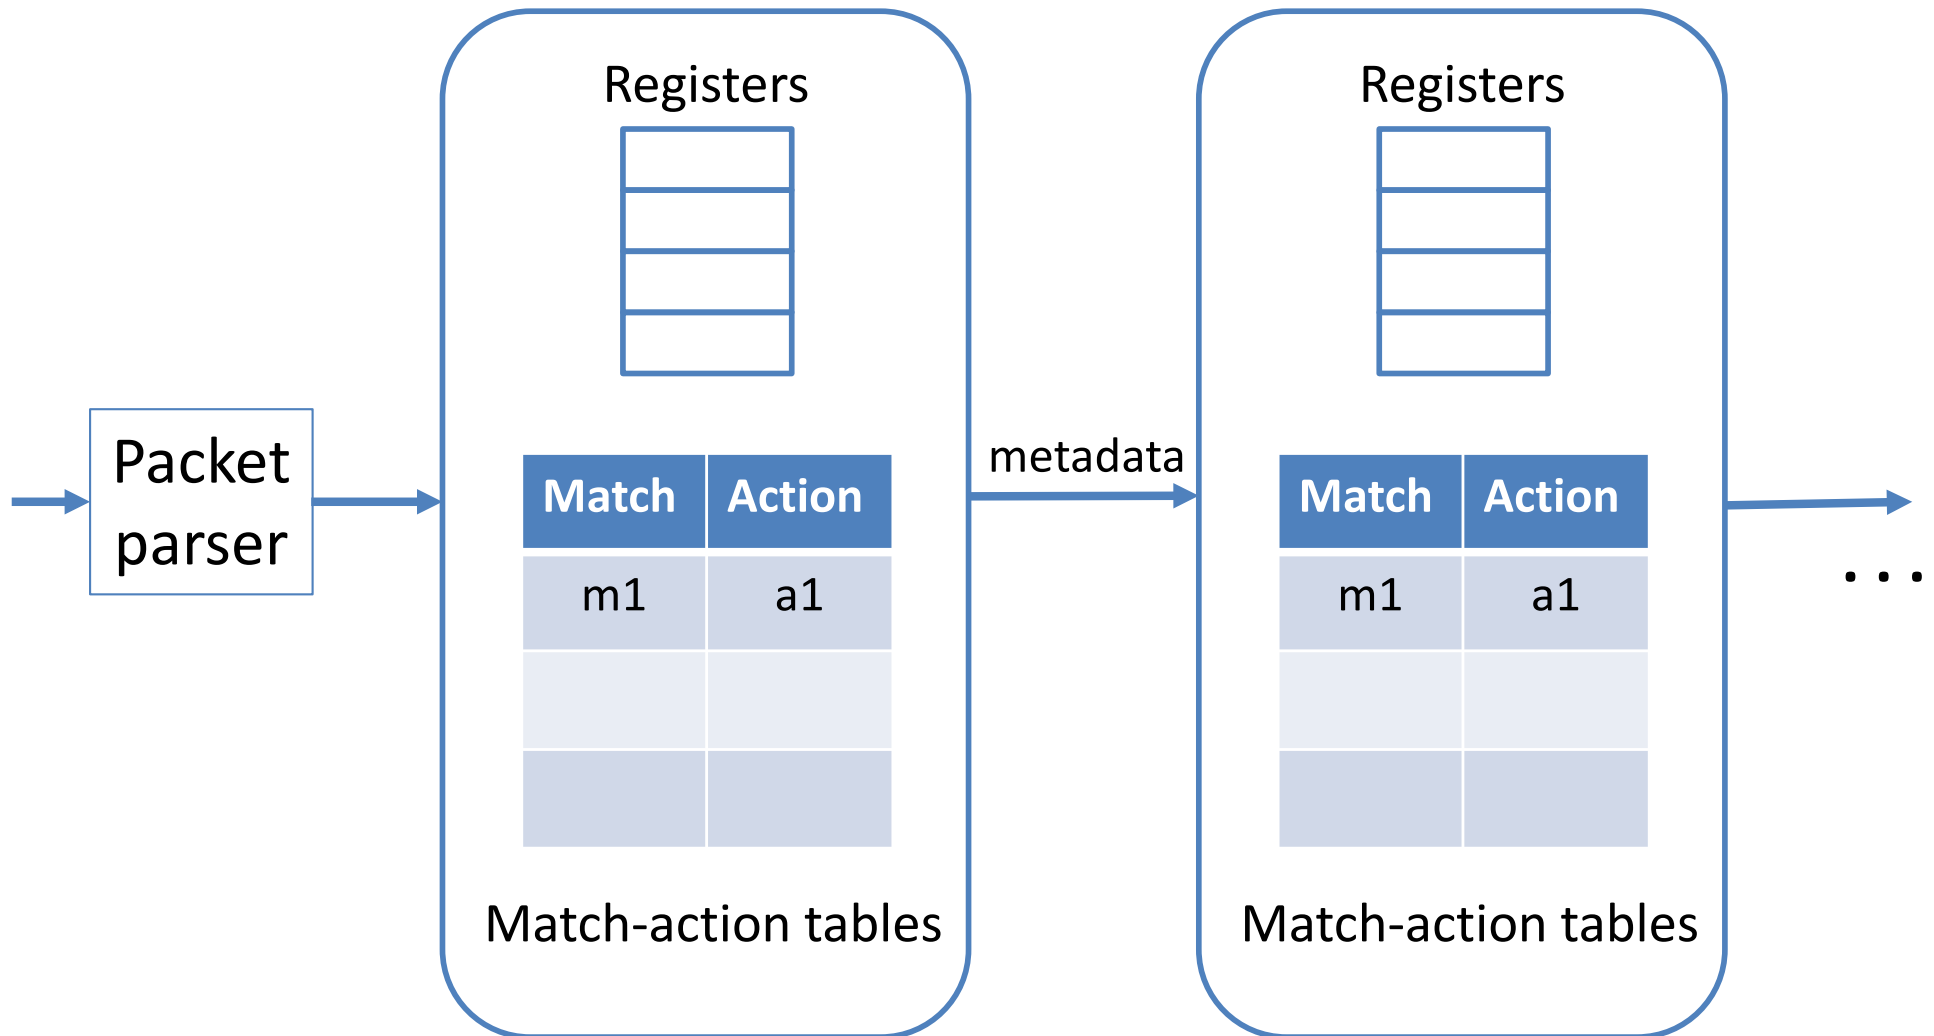 Packet
parser
Registers
Match Action
m1 a1
Match-action tables
metadata
Registers
Match Action
m1 a1
Match-action tables
...